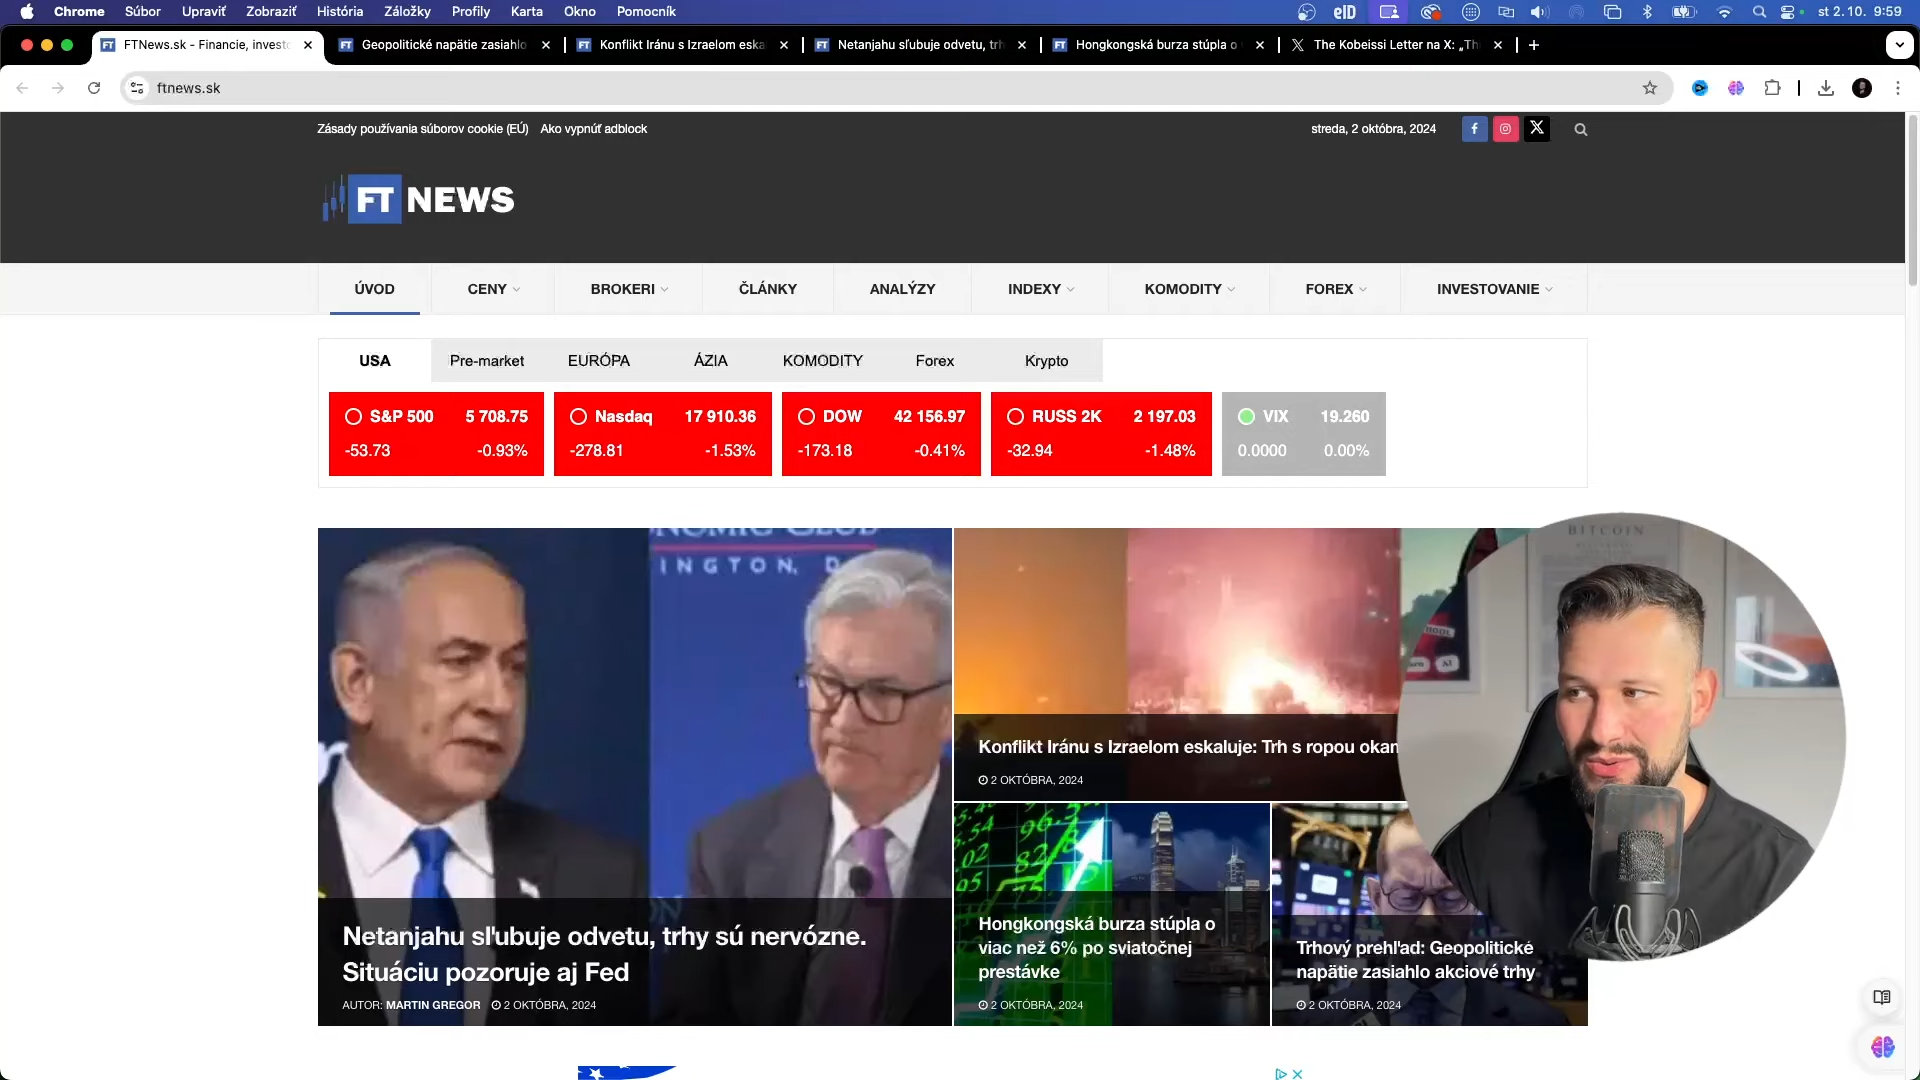 Chrome Súbor Upraviť Zobraziť História Záložky Profily Karta Okno Pomocník eID st 2. 10. 9:59
FTNews.sk - Financie, investo Geopolitické napätie zasiahlo Konflikt Iránu s Izraelom eska Netanjahu sľubuje odvetu, trh Hongkongská burza stúpla o The Kobeissi Letter na X: „Th
ftnews.sk
Zásady používania súborov cookie (EÚ) Ako vypnúť adblock streda, 2 októbra, 2024
FT NEWS
ÚVOD CENY BROKERI ČLÁNKY ANALÝZY INDEXY KOMODITY FOREX INVESTOVANIE
USA Pre-market EURÓPA ÁZIA KOMODITY Forex Krypto
S&P 500 5 708.75 Nasdaq 17 910.36 DOW 42 156.97 RUSS 2K 2 197.03 VIX 19.260
-53.73 -0.93% -278.81 -1.53% -173.18 -0.41% -32.94 -1.48% 0.0000 0.00%
BITCOIN
INGTON, D
Konflikt Iránu s Izraelom eskaluje: Trh s ropou okam
2 OKTÓBRA, 2024
Netanjahu sľubuje odvetu, trhy sú nervózne.
Situáciu pozoruje aj Fed
AUTOR: MARTIN GREGOR 2 OKTÓBRA, 2024
Hongkongská burza stúpla o
viac než 6% po sviatočnej
prestávke
2 OKTÓBRA, 2024
Trhový prehľad: Geopolitické
napätie zasiahlo akciové trhy
2 OKTÓBRA, 2024